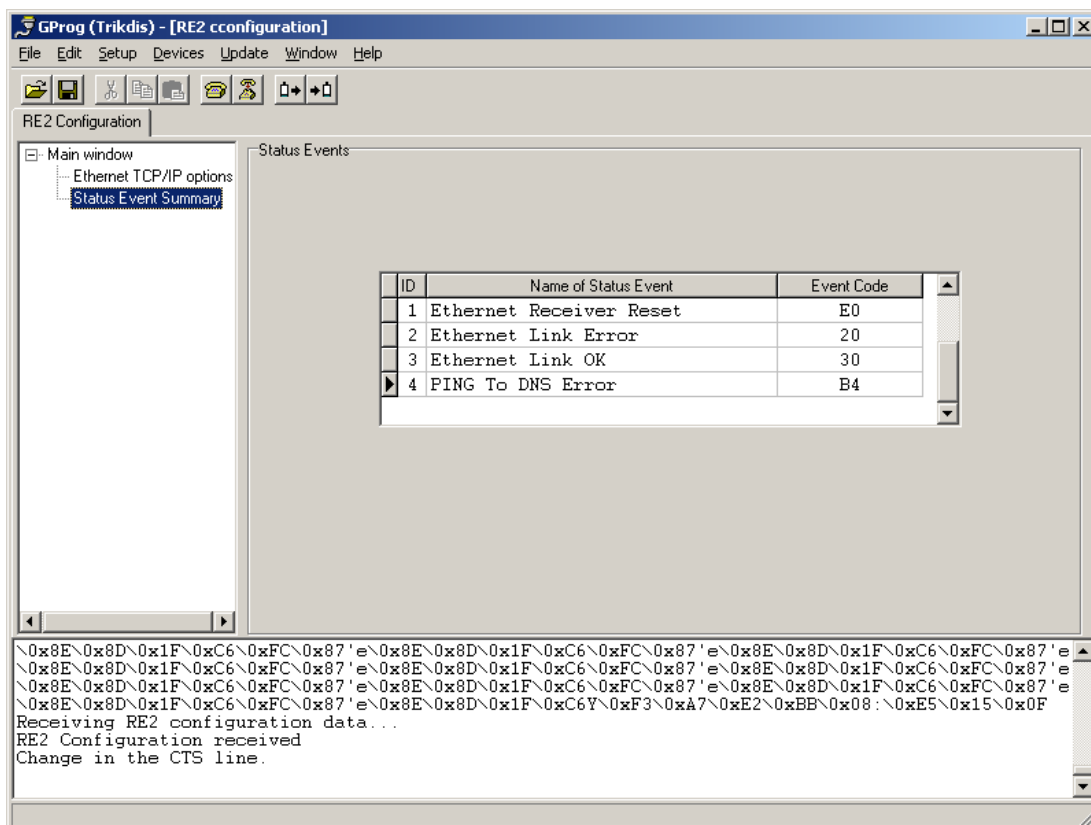 GProg (Trikdis) - [RE2 cconfiguration]
File Edit Setup Devices Update Window Help
RE2 Configuration
Main window
Ethernet TCP/IP options
Status Event Summary
Status Events
ID Name of Status Event Event Code
1 Ethernet Receiver Reset E0
2 Ethernet Link Error 20
3 Ethernet Link OK 30
4 PING To DNS Error B4
\0x8E\0x8D\0x1F\0xC6\0xFC\0x87'e\0x8E\0x8D\0x1F\0xC6\0xFC\0x87'e\0x8E\0x8D\0x1F\0xC6\0xFC\0x87'e
\0x8E\0x8D\0x1F\0xC6\0xFC\0x87'e\0x8E\0x8D\0x1F\0xC6\0xFC\0x87'e\0x8E\0x8D\0x1F\0xC6\0xFC\0x87'e
\0x8E\0x8D\0x1F\0xC6\0xFC\0x87'e\0x8E\0x8D\0x1F\0xC6\0xFC\0x87'e\0x8E\0x8D\0x1F\0xC6\0xFC\0x87'e
\0x8E\0x8D\0x1F\0xC6\0xFC\0x87'e\0x8E\0x8D\0x1F\0xC6Y\0xF3\0xA7\0xE2\0xBB\0x08:\0xE5\0x15\0x0F
Receiving RE2 configuration data...
RE2 Configuration received
Change in the CTS line.